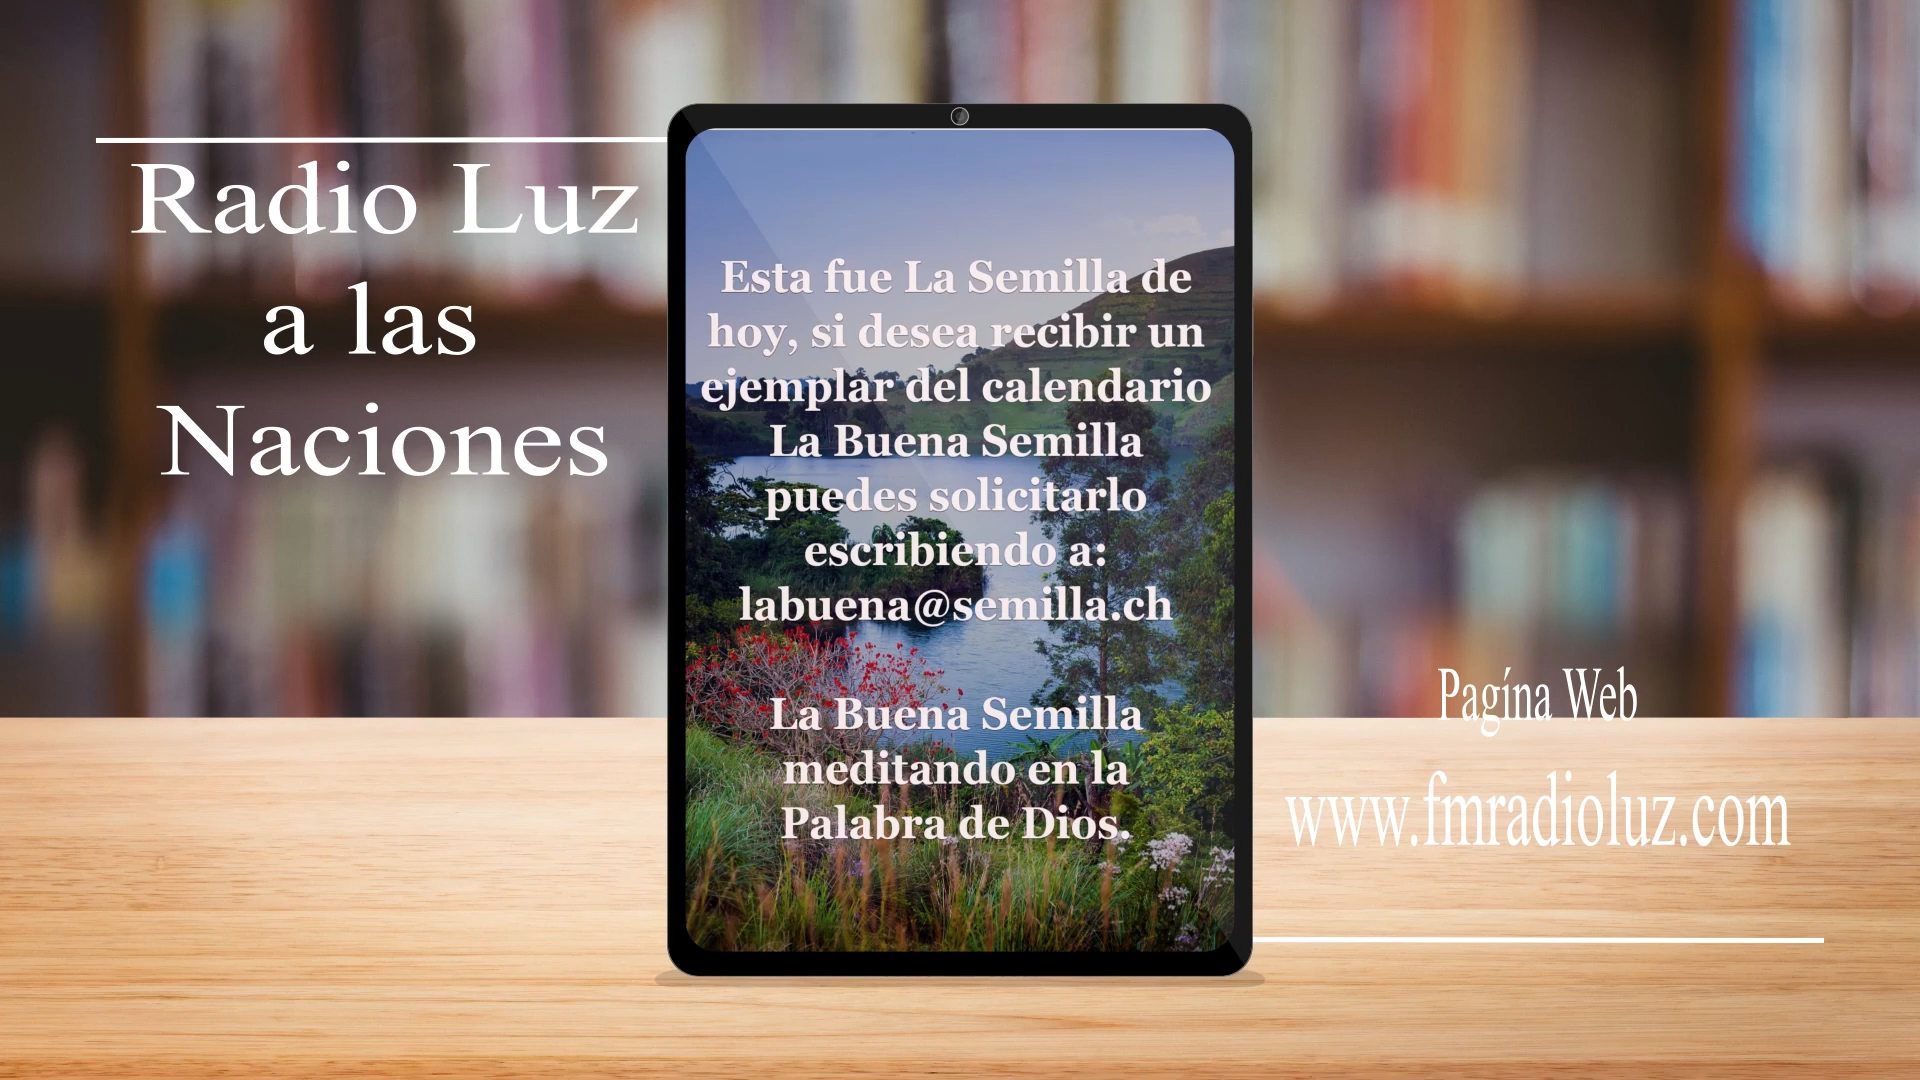 Radio Luz
a las
Naciones
Esta fue La Semilla de
hoy, si desea recibir un
ejemplar del calendario
La Buena Semilla
puedes solicitarlo
escribiendo a:
labuena@semilla.ch
La Buena Semilla
meditando en la
Palabra de Dios.
Pagína Web
www.fmradioluz.com